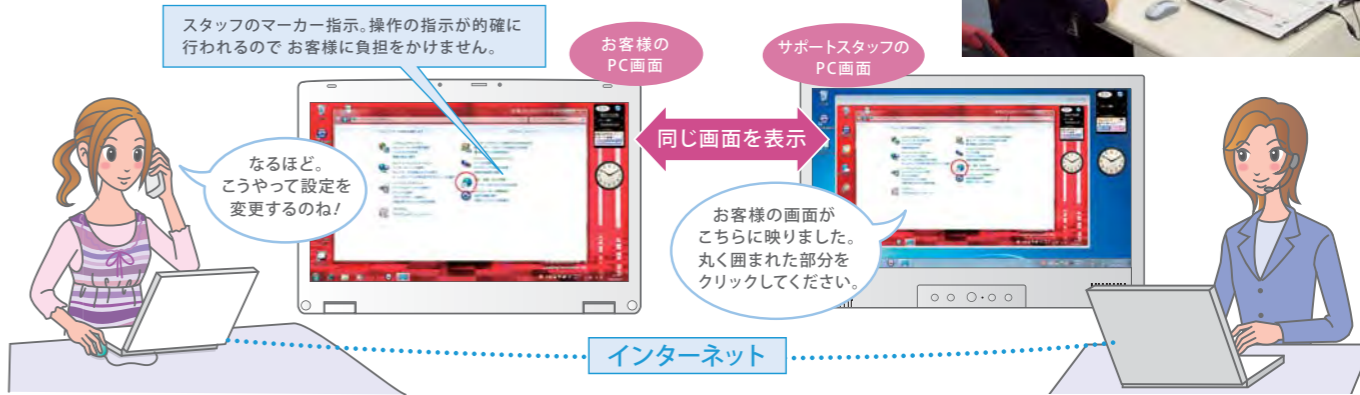 スタッフのマーカー指示。操作の指示が的確に
行われるので お客様に負担をかけません。
お客様の
PC画面
サポートスタッフの
PC画面
同じ画面を表示
なるほど。
こうやって設定を
変更するのね!
お客様の画面が
こちらに映りました。
丸く囲まれた部分を
クリックしてください。
インターネット